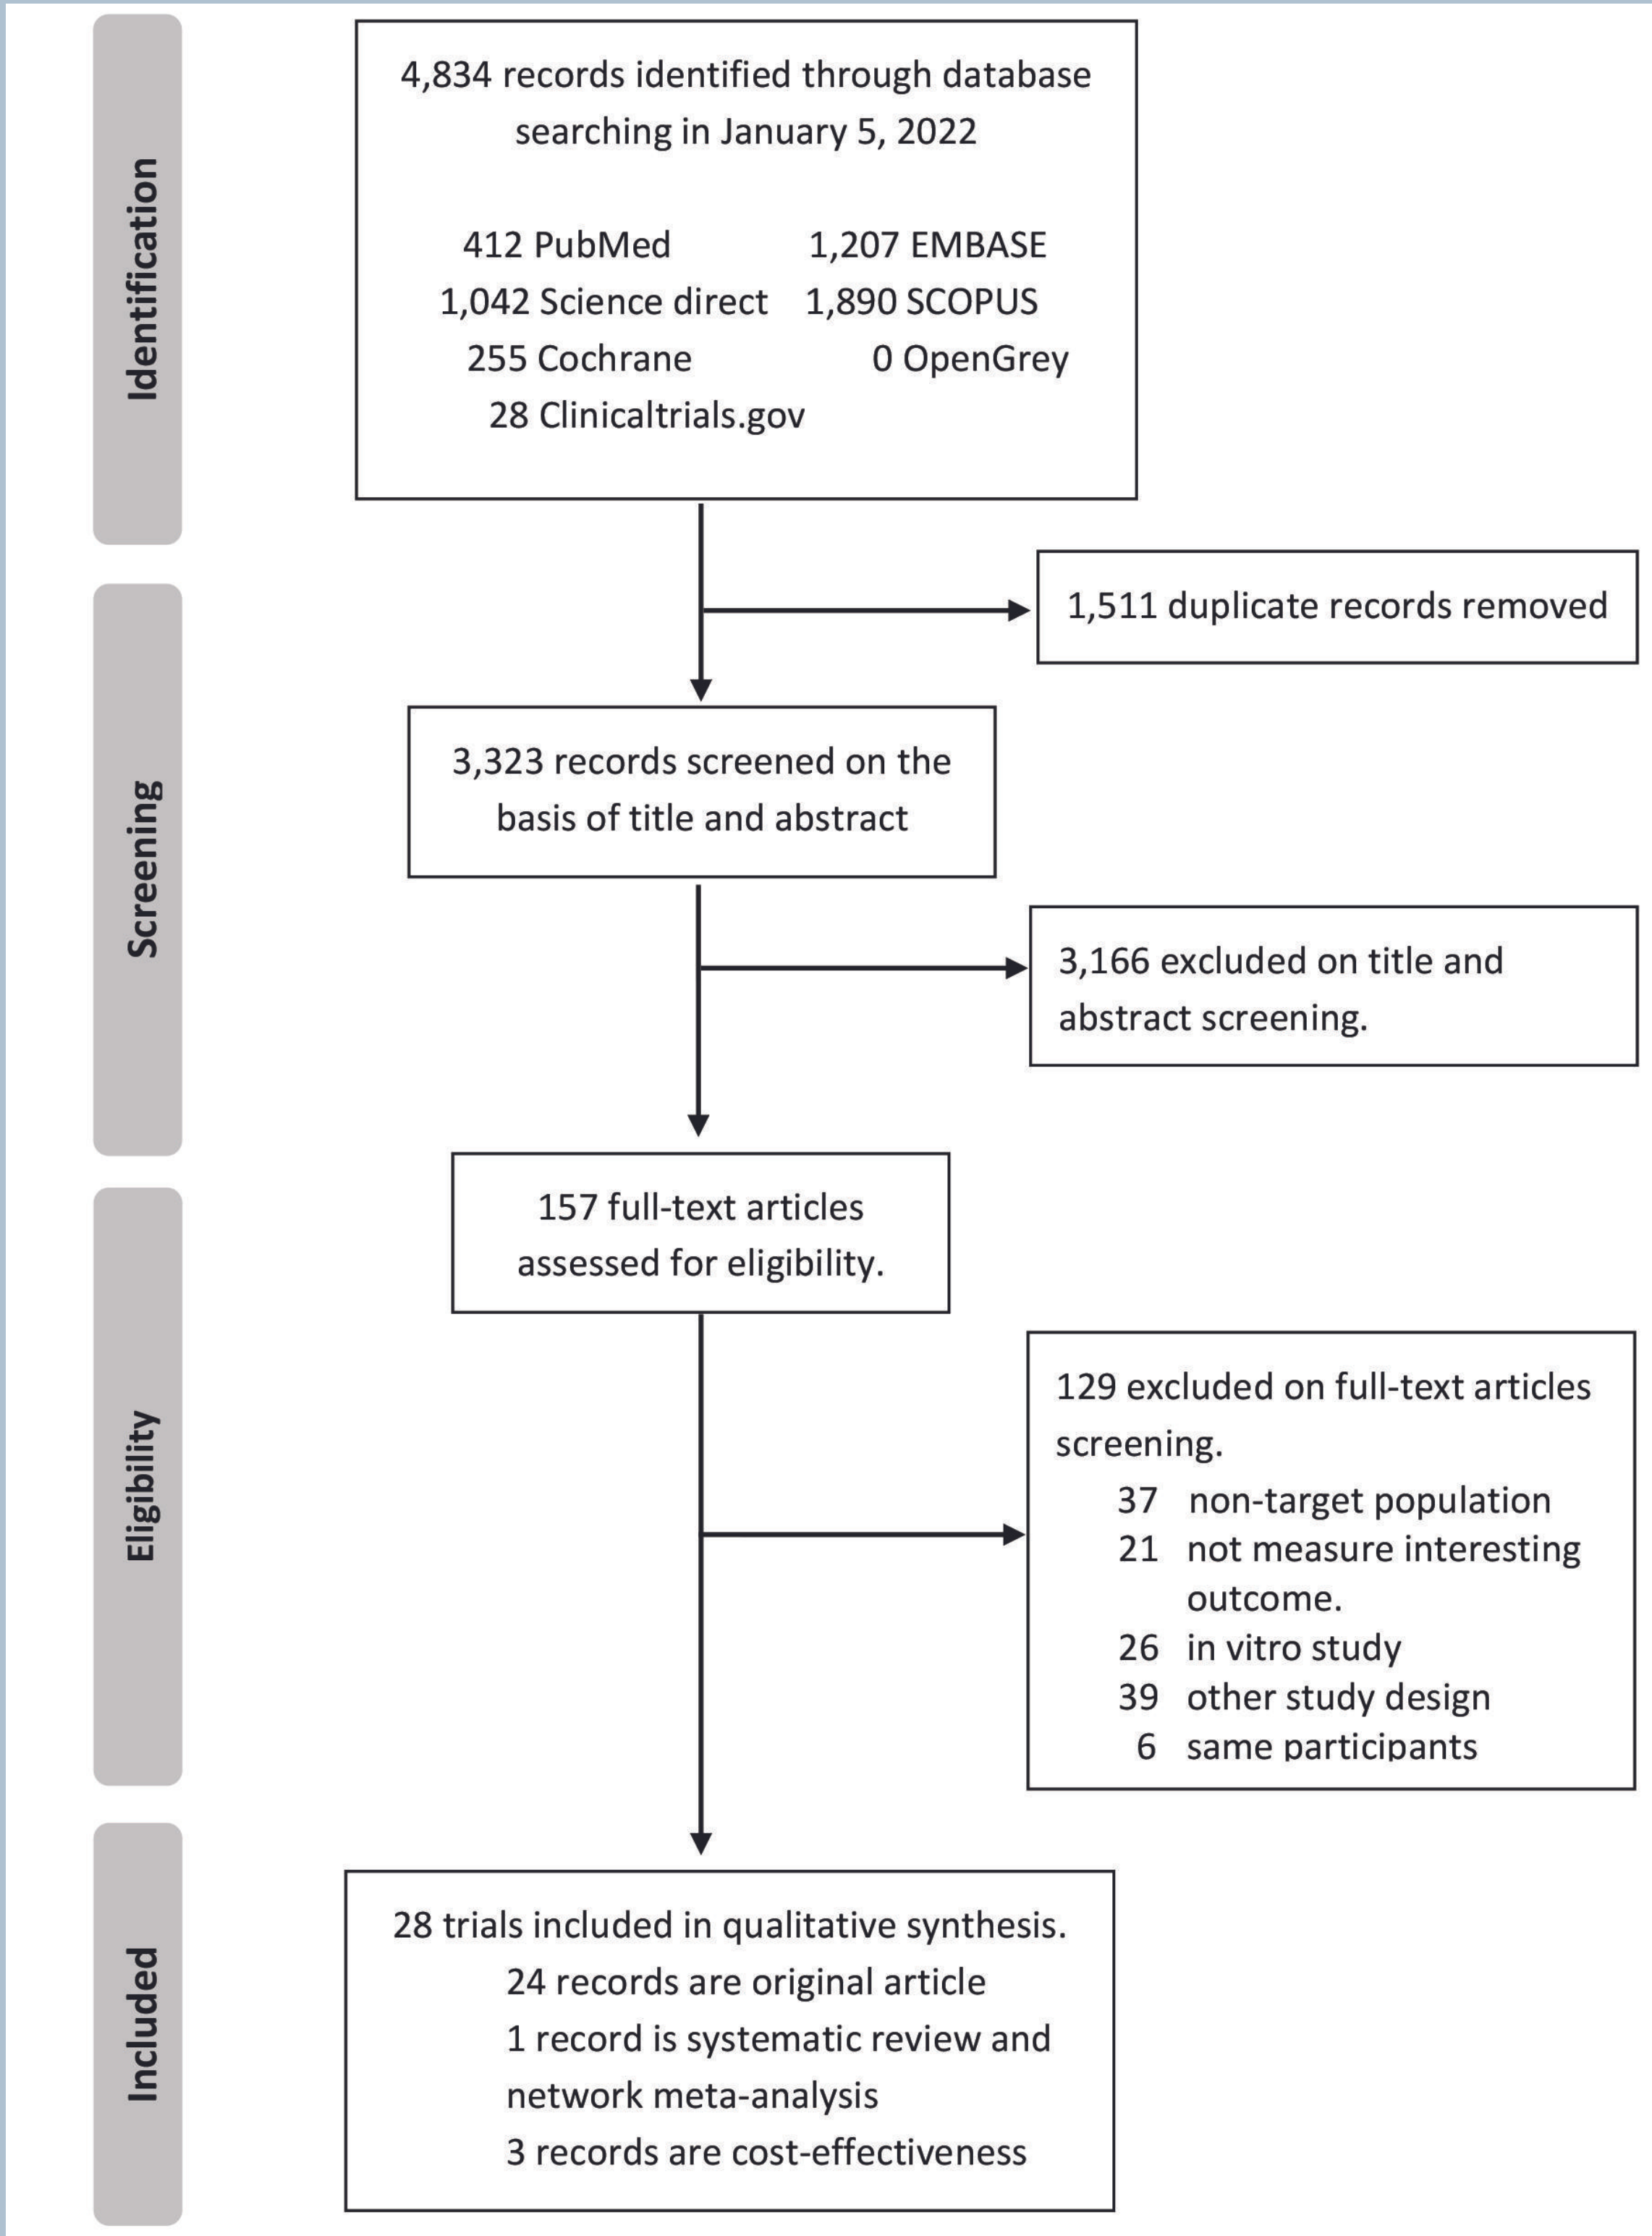 Identification
4,834 records identified through database
searching in January 5, 2022
412 PubMed 1,207 EMBASE
1,042 Science direct 1,890 SCOPUS
255 Cochrane 0 OpenGrey
28 Clinicaltrials.gov
1,511 duplicate records removed
Screening
3,323 records screened on the
basis of title and abstract
3,166 excluded on title and
abstract screening.
Eligibility
157 full-text articles
assessed for eligibility.
129 excluded on full-text articles
screening.
37 non-target population
21 not measure interesting
outcome.
26 in vitro study
39 other study design
6 same participants
Included
28 trials included in qualitative synthesis.
24 records are original article
1 record is systematic review and
network meta-analysis
3 records are cost-effectiveness